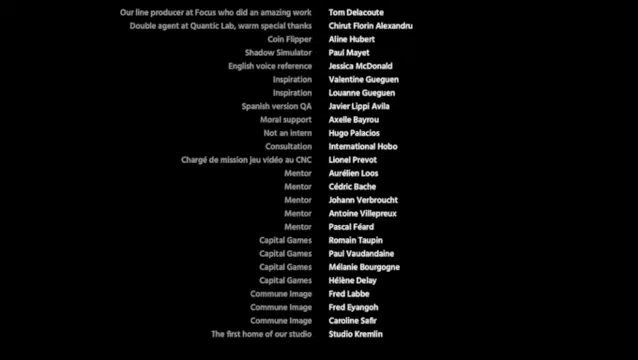 Our line producer at Focus who did an amazing work Tom Delacoute
Double agent at Quantic Lab, warm special thanks Chirut Florin Alexandru
Coin Flipper Aline Hubert
Shadow Simulator Paul Mayet
English voice reference Jessica McDonald
Inspiration Valentine Gueguen
Inspiration Louanne Gueguen
Spanish version QA Javier Lippi Avila
Moral support Axelle Bayrou
Not an intern Hugo Palacios
Consultation International Hobo
Chargé de mission jeu vidéo au CNC Lionel Prevot
Mentor Aurélien Loos
Mentor Cédric Bache
Mentor Johann Verbroucht
Mentor Antoine Villepreux
Mentor Pascal Féard
Capital Games Romain Taupin
Capital Games Paul Vaudandaine
Capital Games Mélanie Bourgogne
Capital Games Hélène Delay
Commune Image Fred Labbe
Commune Image Fred Eyangoh
Commune Image Caroline Safir
The first home of our studio Studio Kremlin